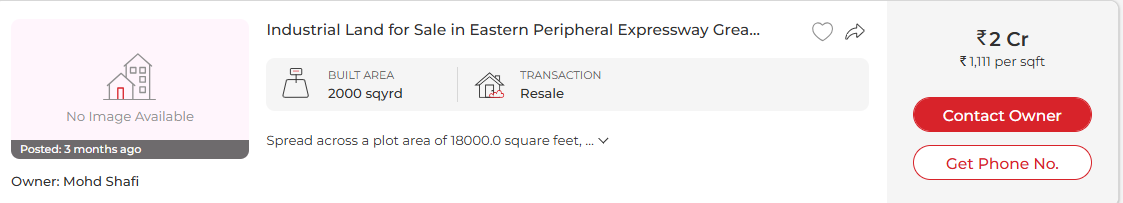 No Image Available
Posted: 3 months ago
Owner: Mohd Shafi
Industrial Land for Sale in Eastern Peripheral Expressway Grea...
BUILT AREA
2000 sqyrd
TRANSACTION
Resale
Spread across a plot area of 18000.0 square feet, ...
₹2 Cr
₹ 1,111 per sqft
Contact Owner
Get Phone No.